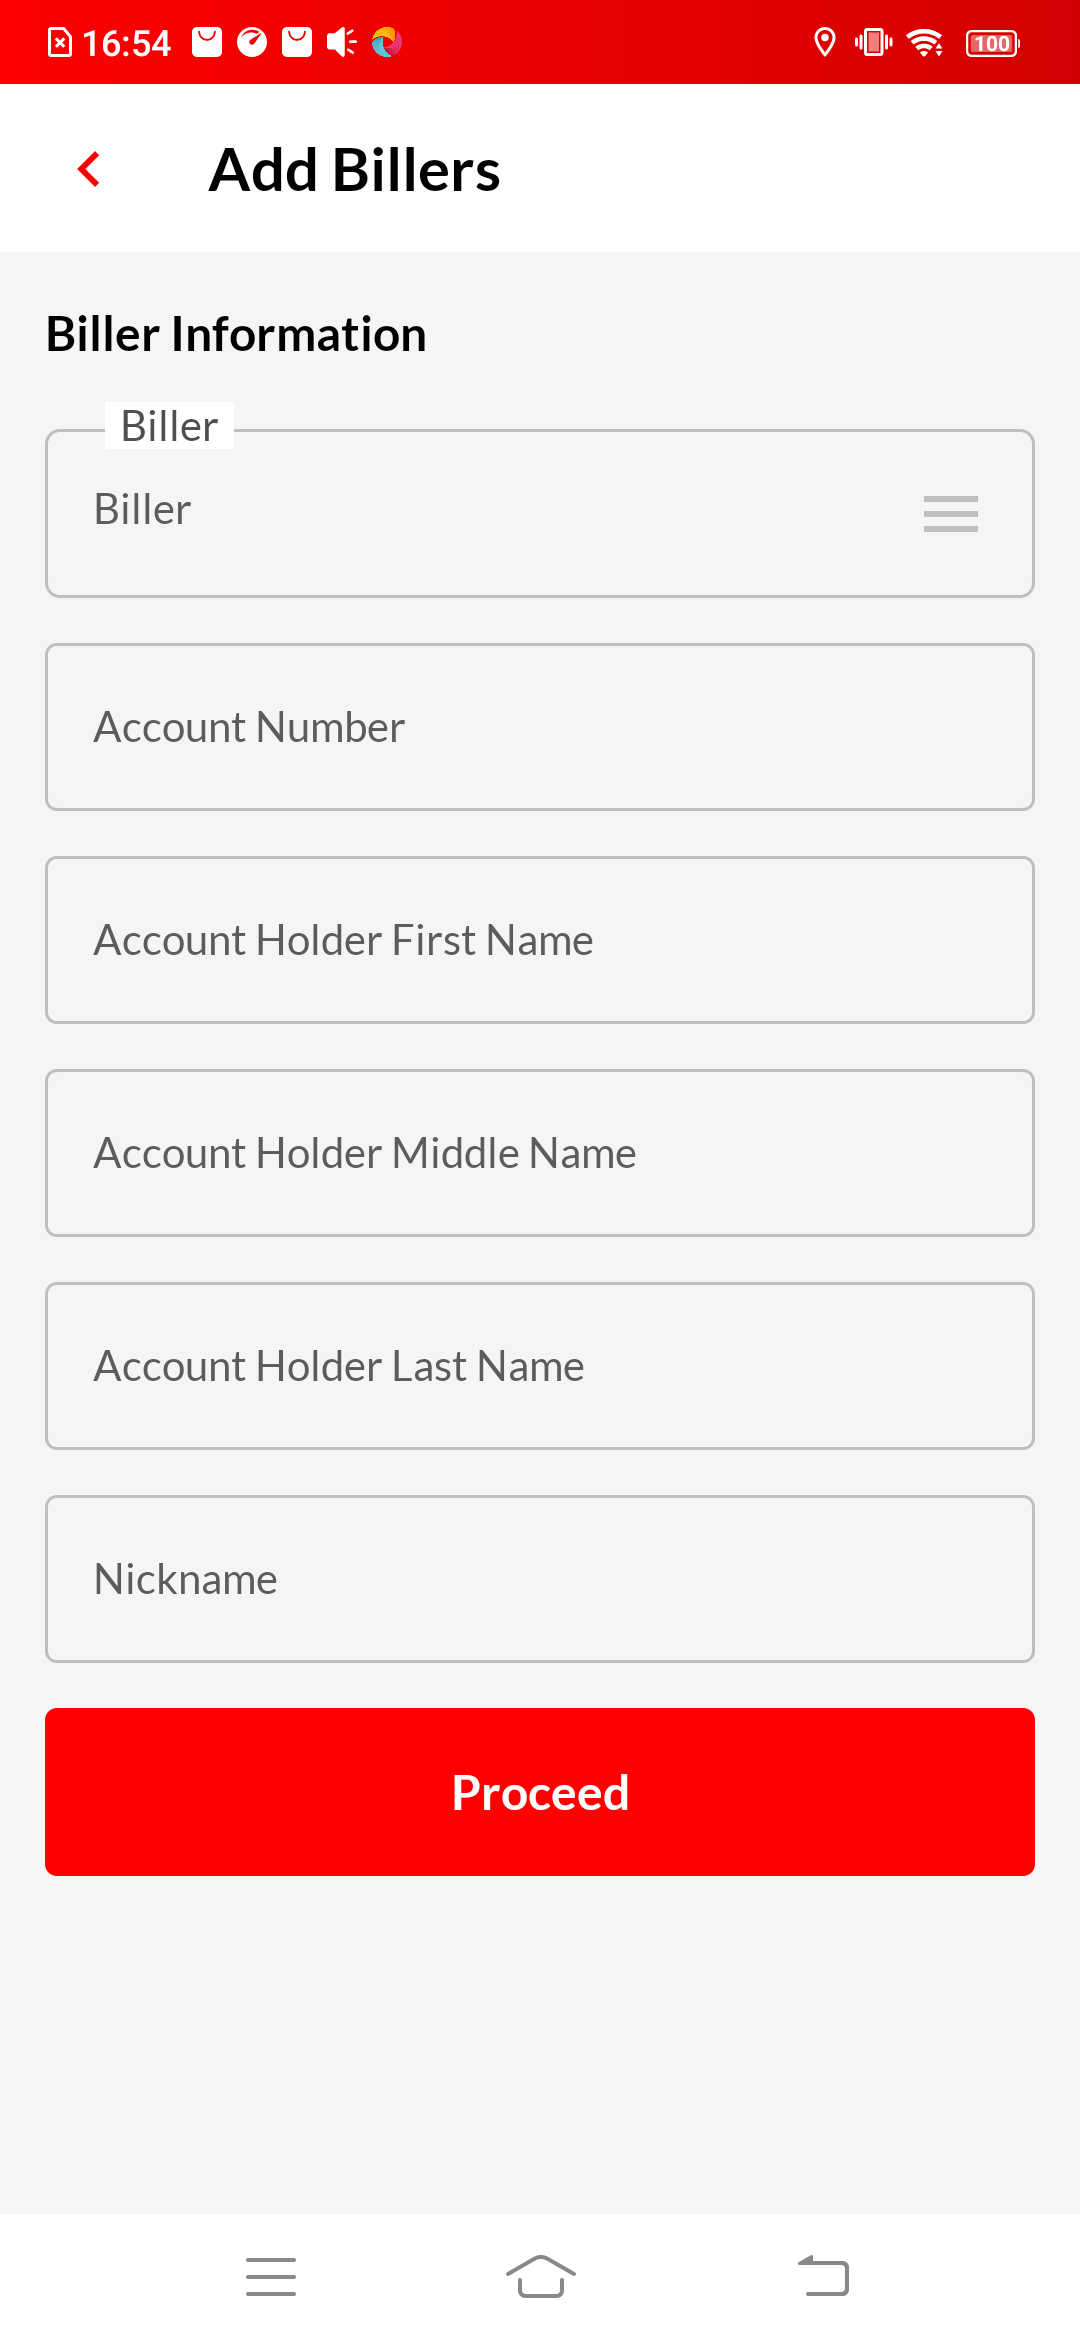 16:54
100
Add Billers
Biller Information
Biller
Biller
Account Number
Account Holder First Name
Account Holder Middle Name
Account Holder Last Name
Nickname
Proceed